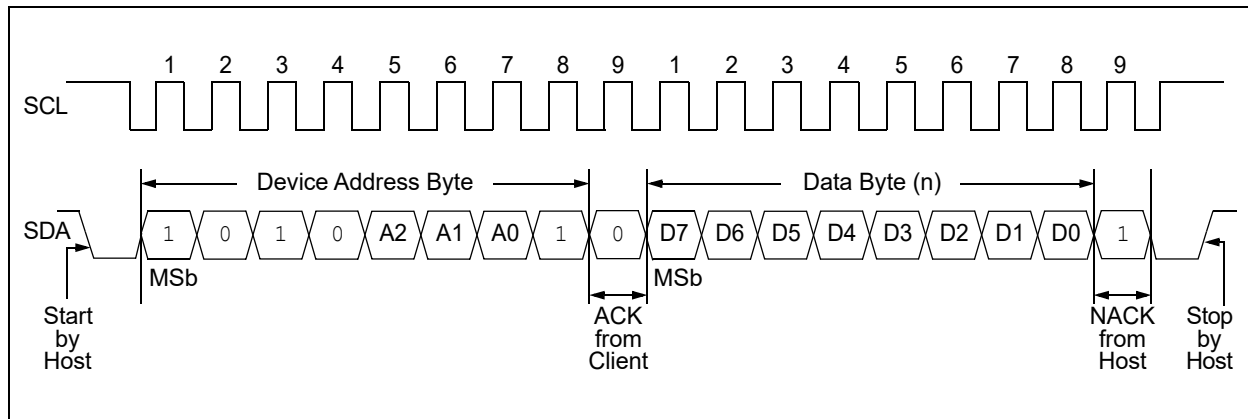 1 2 3 4 5 6 7 8 9 1 2 3 4 5 6 7 8 9
SCL
Device Address Byte Data Byte (n)
SDA 1 0 1 0 A2 A1 A0 1 0 D7 D6 D5 D4 D3 D2 D1 D0 1
MSb MSb
Start by Host
ACK from Client
NACK from Host
Stop by Host